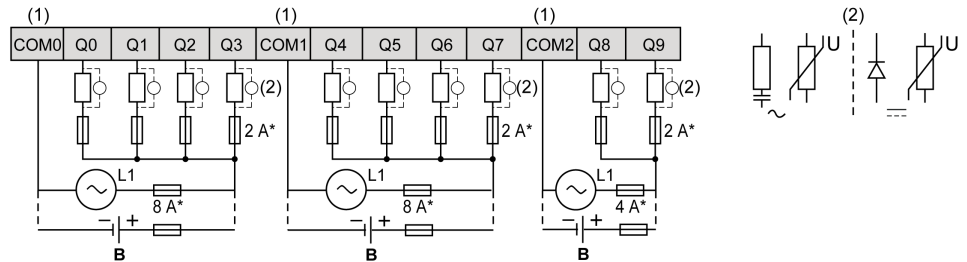 (1) (1) (1) (2)
COM0 Q0 Q1 Q2 Q3 COM1 Q4 Q5 Q6 Q7 COM2 Q8 Q9
U U
(2) (2) (2)
2 A* 2 A* 2 A*
L1 L1 L1
8 A* 8 A* 4 A*
− + − + − +
B B B